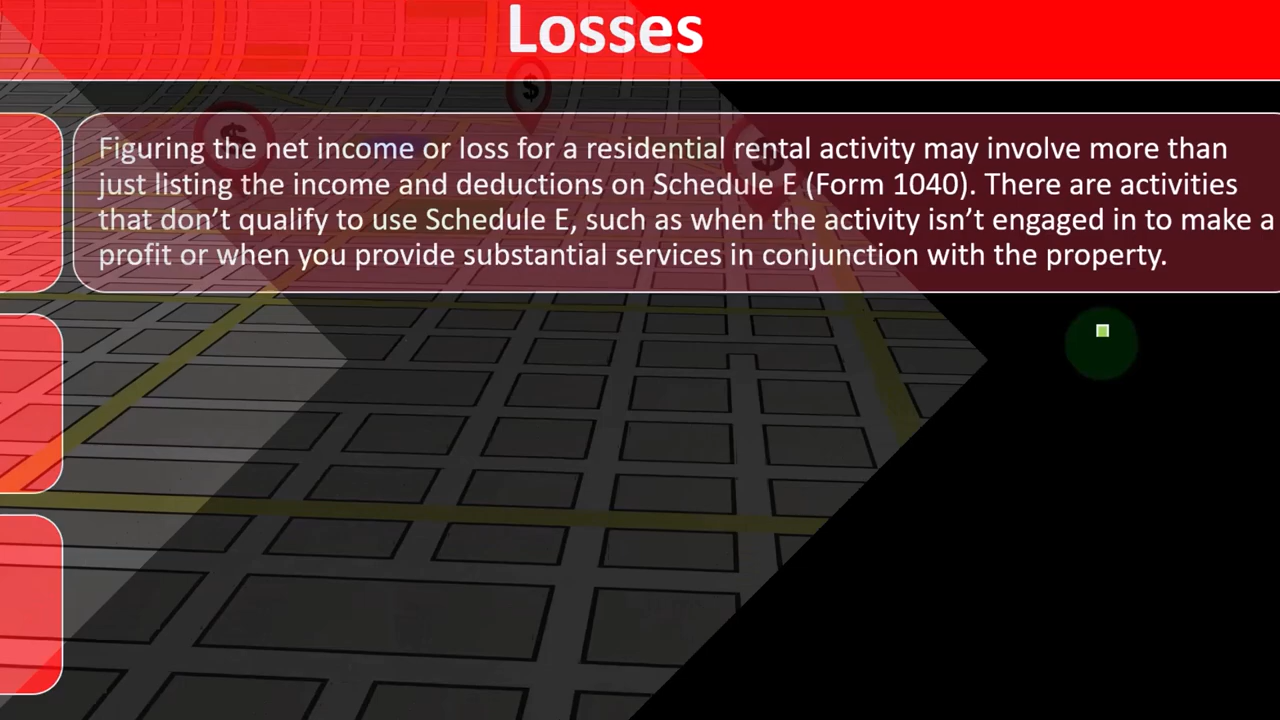 Losses
$
$
Figuring the net income or loss for a residential rental activity may involve more than
just listing the income and deductions on Schedule E (Form 1040). There are activities
that don’t qualify to use Schedule E, such as when the activity isn’t engaged in to make a
profit or when you provide substantial services in conjunction with the property.